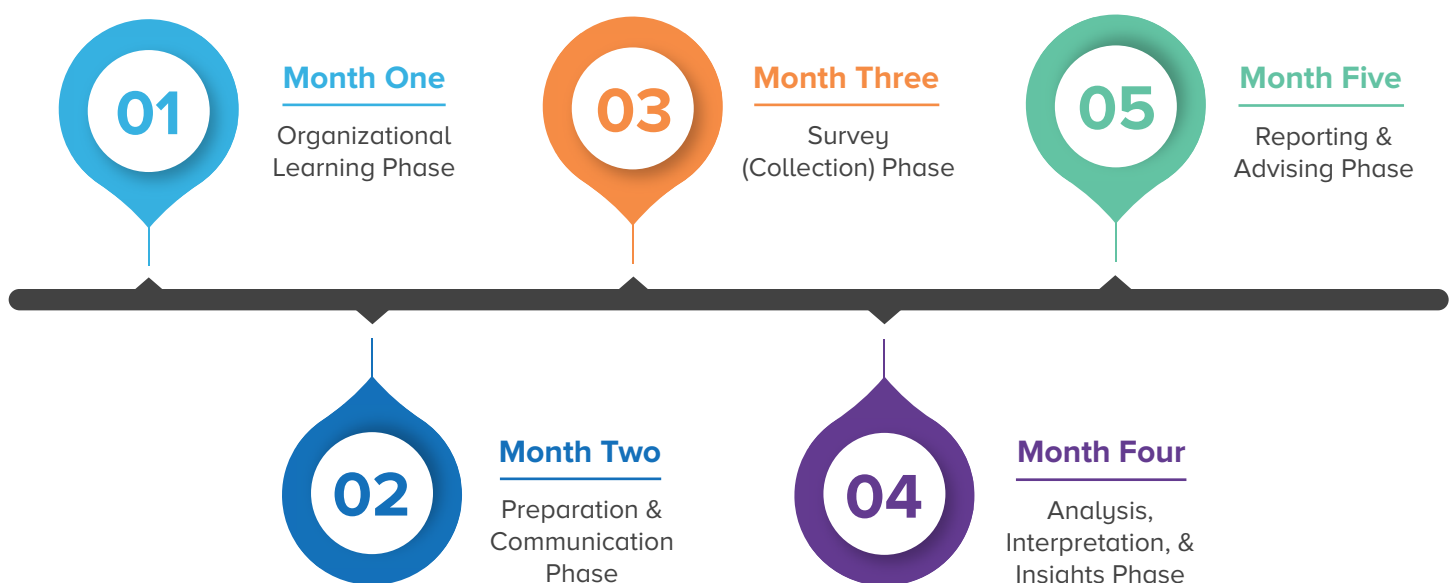 01
Month One
Organizational
Learning Phase
02
Month Two
Preparation &
Communication
Phase
03
Month Three
Survey
(Collection) Phase
04
Month Four
Analysis,
Interpretation, &
Insights Phase
05
Month Five
Reporting &
Advising Phase